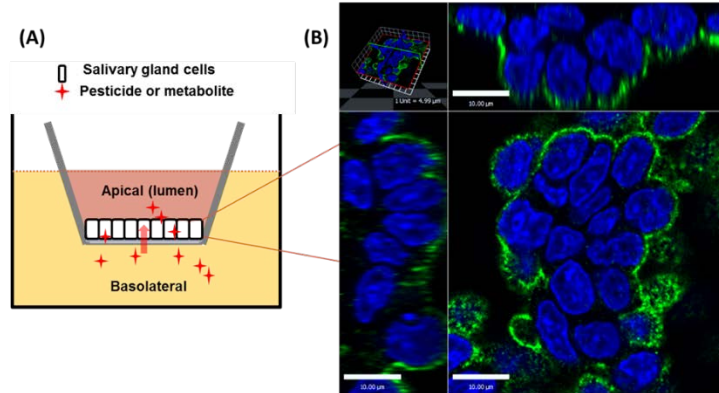 (A)
Salivary gland cells
Pesticide or metabolite
Apical (lumen)
Basolateral
(B)
1 Unit = 4.99 µm
10.00 µm
10.00 µm
10.00 µm